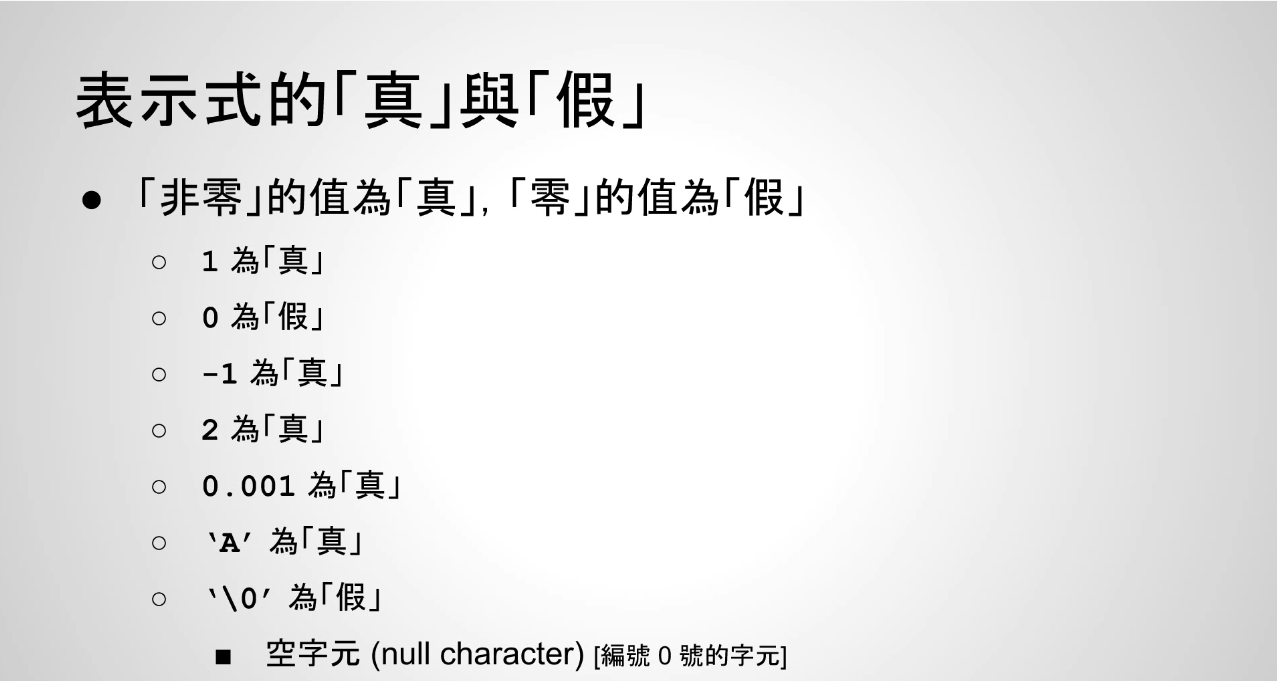 表示式的「真」與「假」
● 「非零」的值為「真」, 「零」的值為「假」
○ 1 為「真」
○ 0 為「假」
○ -1 為「真」
○ 2 為「真」
○ 0.001 為「真」
○ ‘A’ 為「真」
○ ‘\0’ 為「假」
■ 空字元 (null character) [編號 0 號的字元]